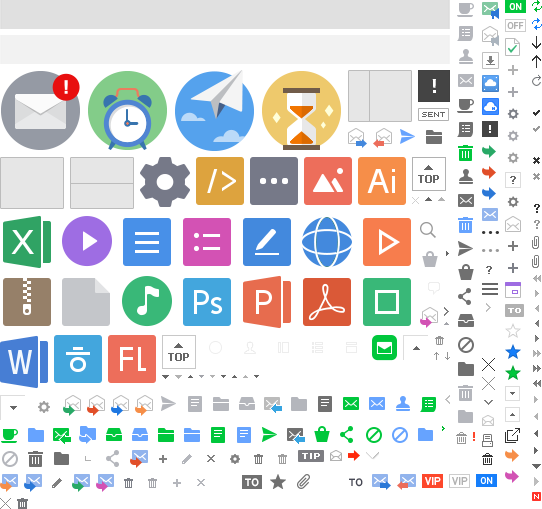 ON
OFF
!
!
SENT
!
</>
Ai
TOP
?
X
?
?
Ps
P
TO
W
ㅎ
FL
TOP
!
TIP
TO
TO
VIP
VIP
ON
N